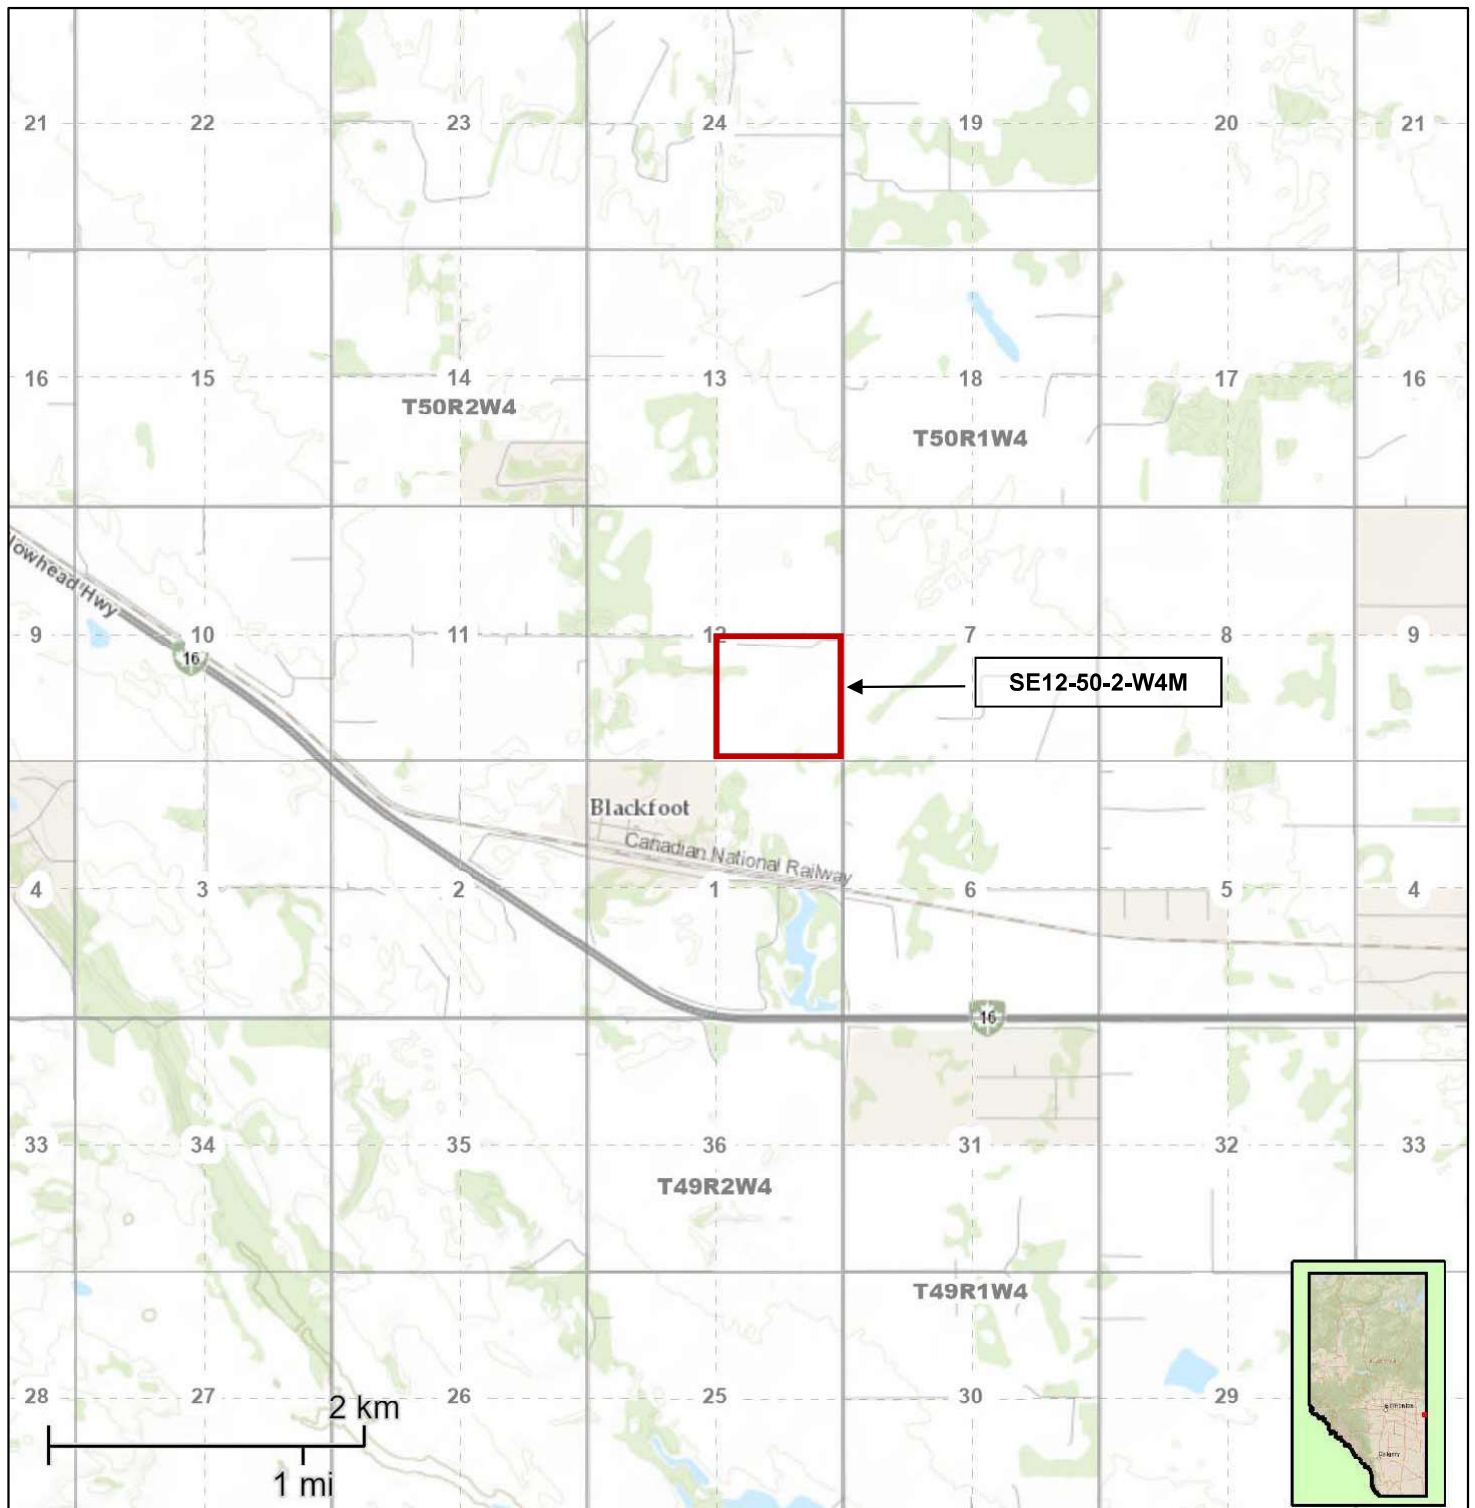 21 22 23 24 19 20 21
16 15 14 13 18 17 16
T50R2W4
T50R1W4
lowhead Hwy
9 10 11 12 7 8 9
16
SE12-50-2-W4M
Blackfoot
Canadian National Railway
4 3 2 1 6 5 4
16
33 34 35 36 31 32 33
T49R2W4
T49R1W4
28 27 26 25 30 29
2 km
1 mi
Edmonton
Calgary